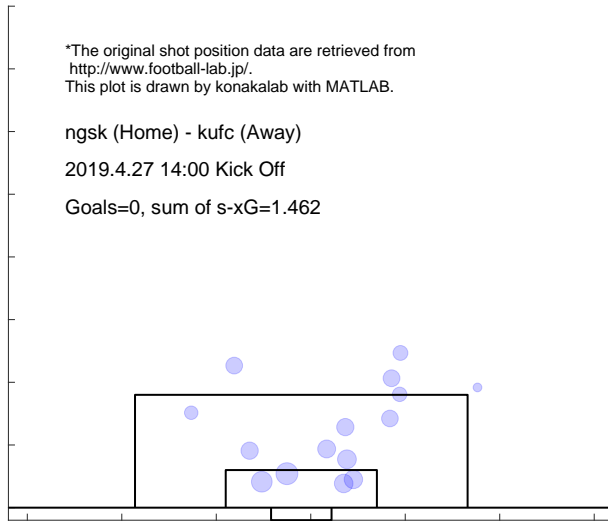 *The original shot position data are retrieved from
http://www.football-lab.jp/.
This plot is drawn by konakalab with MATLAB.
ngsk (Home) - kufc (Away)
2019.4.27 14:00 Kick Off
Goals=0, sum of s-xG=1.462